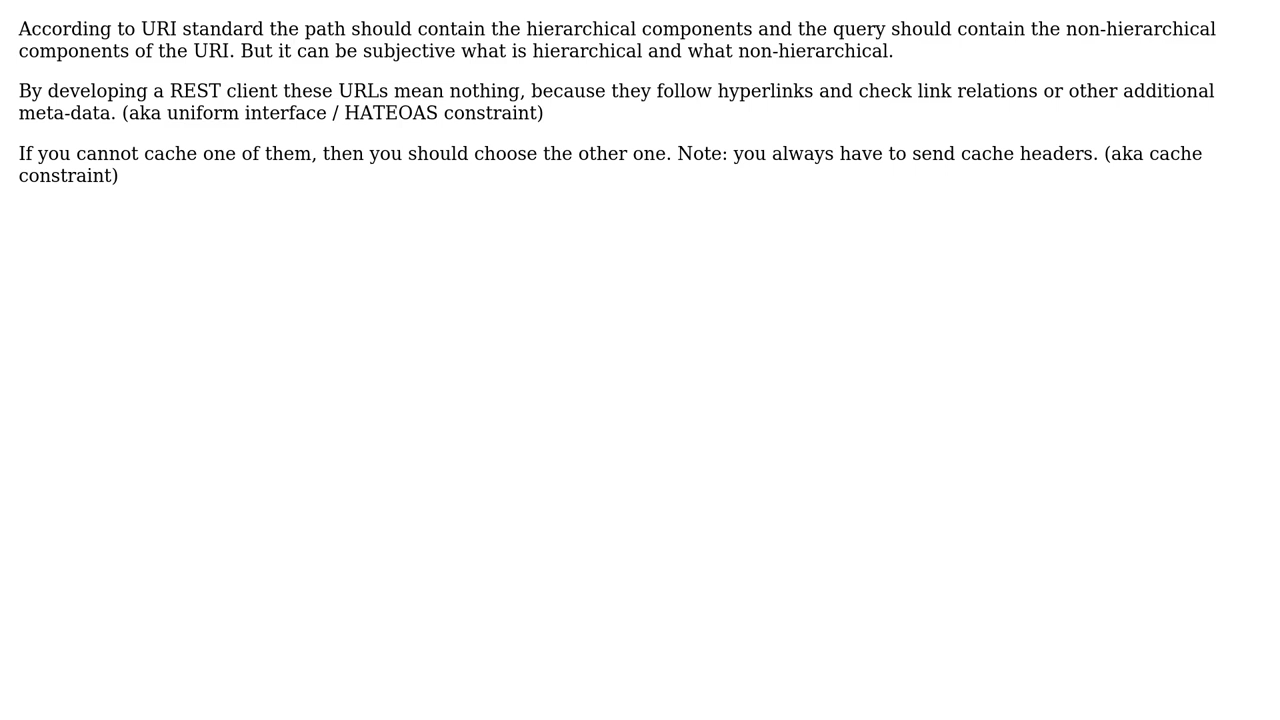 According to URI standard the path should contain the hierarchical components and the query should contain the non-hierarchical
components of the URI. But it can be subjective what is hierarchical and what non-hierarchical.
By developing a REST client these URLs mean nothing, because they follow hyperlinks and check link relations or other additional
meta-data. (aka uniform interface / HATEOAS constraint)
If you cannot cache one of them, then you should choose the other one. Note: you always have to send cache headers. (aka cache
constraint)